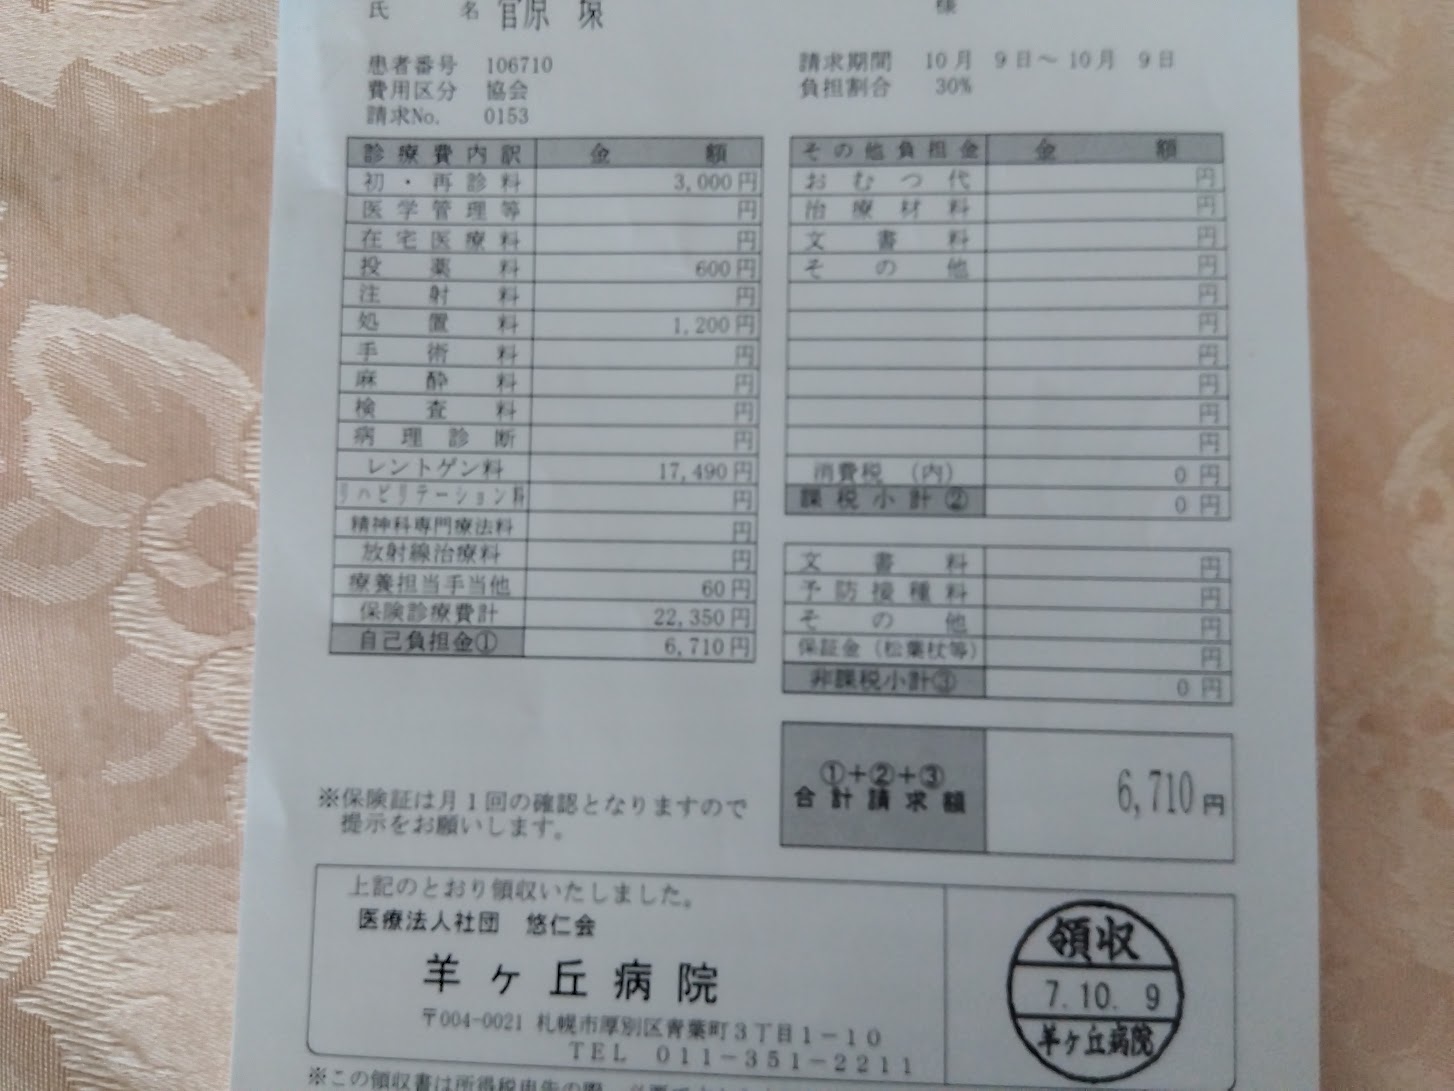 氏 名 官原 様
患者番号 106710
費用区分 協会
請求No. 0153
請求期間 10月 9日～10月 9日
負担割合 30%
診療費内訳 金 額
初・再診料 3,000円
医学管理等 円
在宅医療料 円
投薬料 600円
注射料 円
処置料 1,200円
手術料 円
麻酔料 円
検査料 円
病理診断 円
レントゲン料 17,490円
リハビリテーション料 円
精神科専門療法料 円
放射線治療料 円
療養担当手当他 60円
保険診療費計 22,350円
自己負担金① 6,710円
その他負担金 金 額
おむつ代 円
治療材料 円
文書料 円
その他 円
円
円
円
円
円
円
消費税 (内) 0円
課税小計② 0円
文書料 円
予防接種料 円
その他 円
保証金(松葉杖等) 円
非課税小計③ 0円
①+②+③
合計請求額 6,710円
※保険証は月1回の確認となりますので
提示をお願いします。
上記のとおり領収いたしました。
医療法人社団 悠仁会
羊ヶ丘病院
〒004-0021 札幌市厚別区青葉町3丁目1-10
TEL 011-351-2211
領収
7.10.9
羊ヶ丘病院
※この領収書は所得税申告の際、必要で